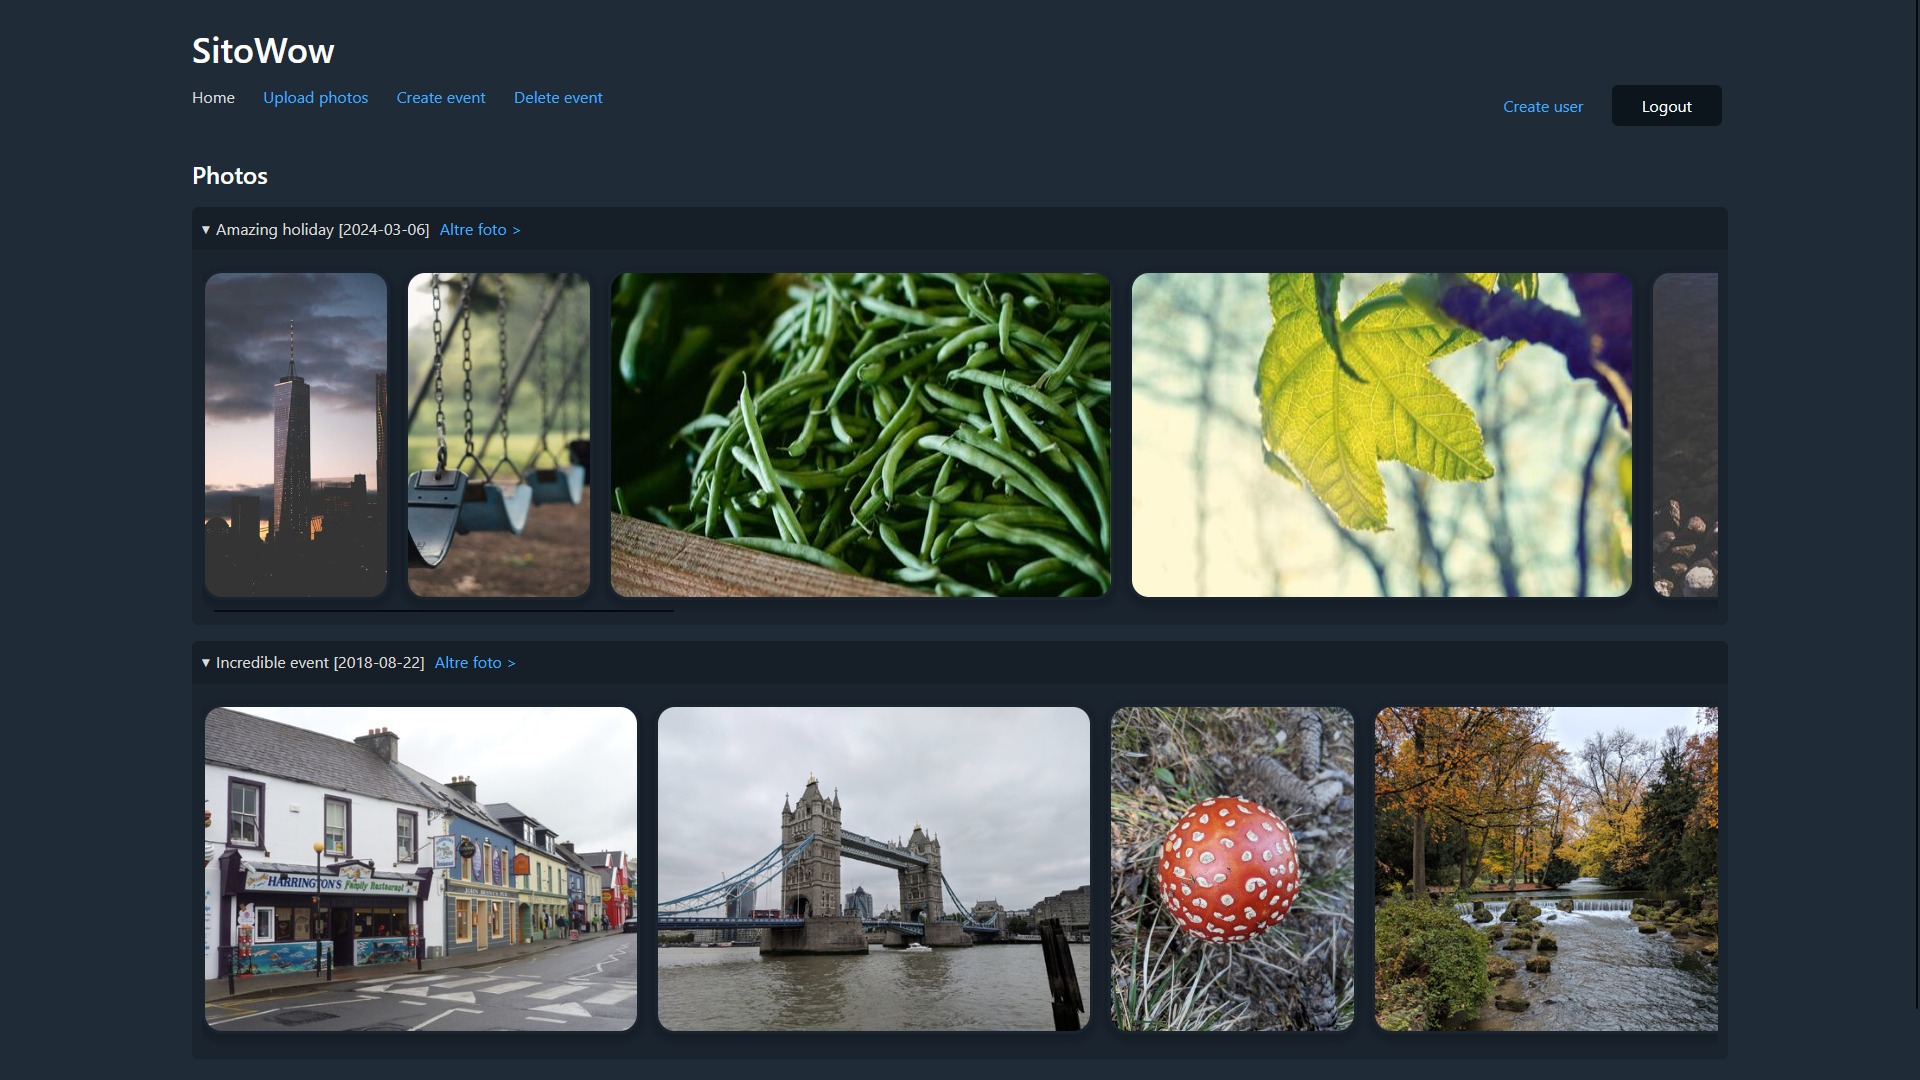 SitoWow
Home Upload photos Create event Delete event
Create user Logout
Photos
▼ Amazing holiday [2024-03-06] Altre foto >
▼ Incredible event [2018-08-22] Altre foto >
HARRINGTON'S Family Restaurant